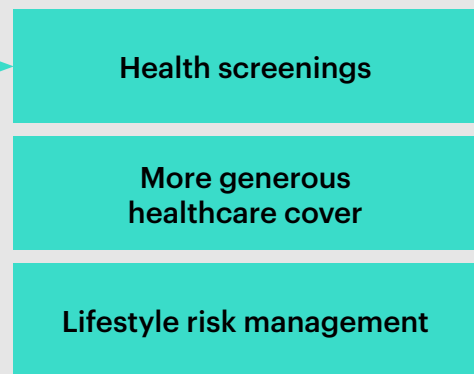 Health screenings
More generous
healthcare cover
Lifestyle risk management